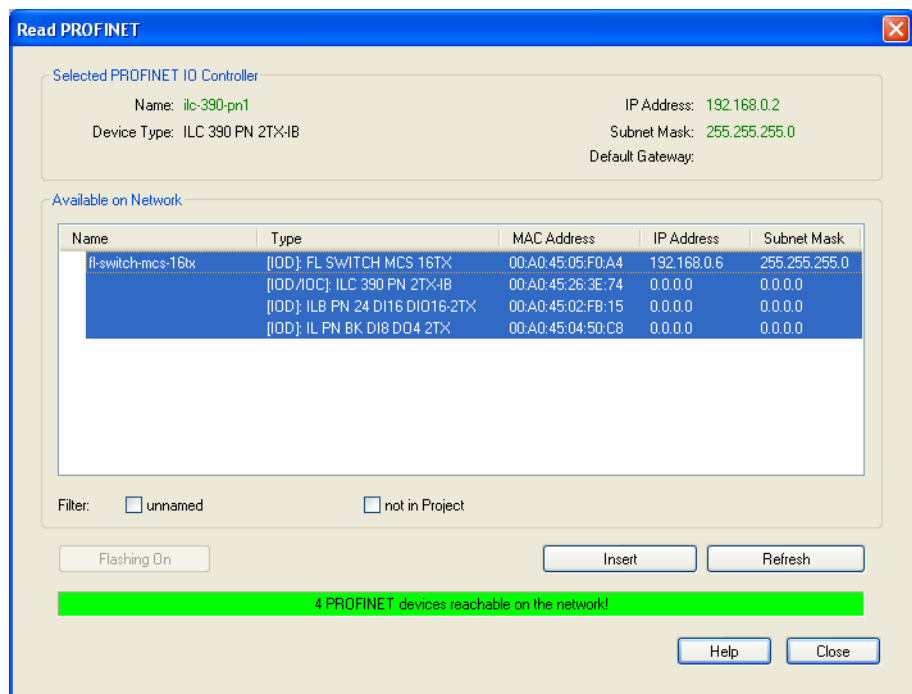 Read PROFINET
Selected PROFINET IO Controller
Name: ilc-390-pn1 IP Address: 192.168.0.2
Device Type: ILC 390 PN 2TX-IB Subnet Mask: 255.255.255.0
Default Gateway:
Available on Network
Name Type MAC Address IP Address Subnet Mask
fl-switch-mcs-16tx [IOD]: FL SWITCH MCS 16TX 00:A0:45:05:F0:A4 192.168.0.6 255.255.255.0
[IOD/IOC]: ILC 390 PN 2TX-IB 00:A0:45:26:3E:74 0.0.0.0 0.0.0.0
[IOD]: ILB PN 24 DI16 DIO16-2TX 00:A0:45:02:FB:15 0.0.0.0 0.0.0.0
[IOD]: IL PN BK DI8 DO4 2TX 00:A0:45:04:50:C8 0.0.0.0 0.0.0.0
Filter: unnamed not in Project
Flashing On Insert Refresh
4 PROFINET devices reachable on the network!
Help Close